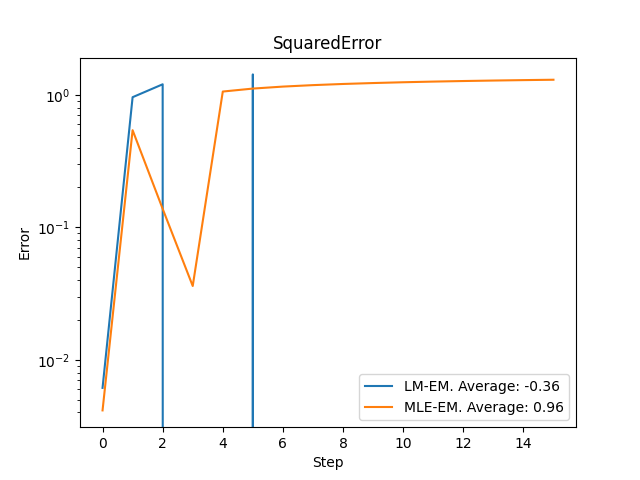 SquaredError
Error
10⁰
10⁻¹
10⁻²
0 2 4 6 8 10 12 14
Step
LM-EM. Average: -0.36
MLE-EM. Average: 0.96